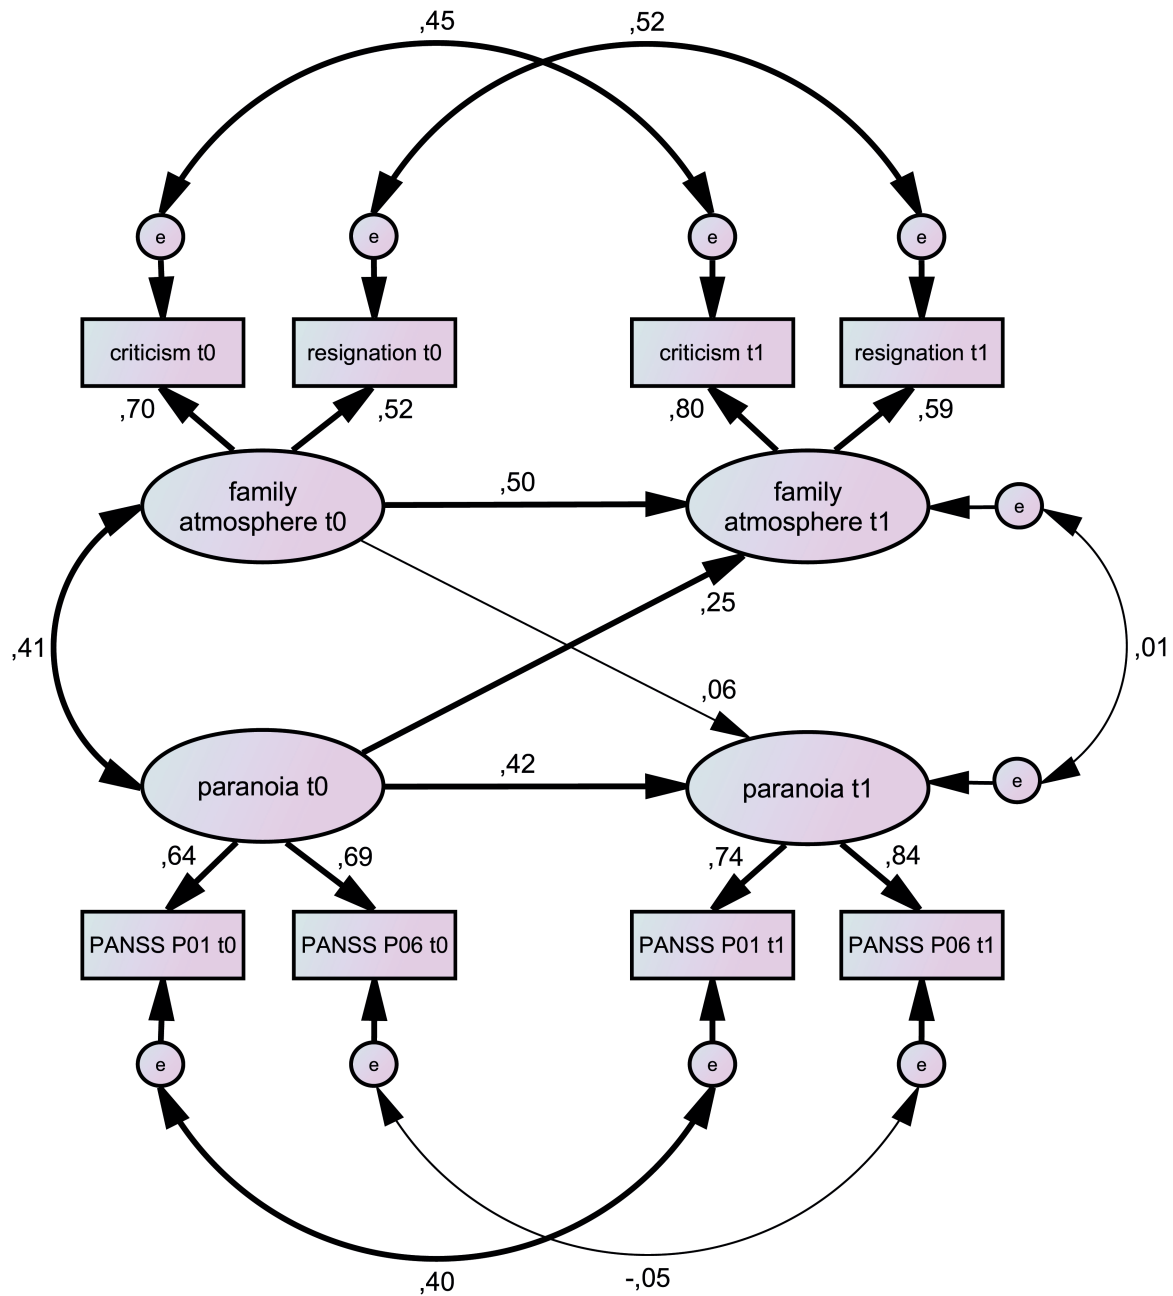 ,45
,52
e
e
e
e
criticism t0
resignation t0
criticism t1
resignation t1
,70
,52
,80
,59
family
atmosphere t0
,50
family
atmosphere t1
e
,25
,41
,01
,06
paranoia t0
,42
paranoia t1
e
,64
,69
,74
,84
PANSS P01 t0
PANSS P06 t0
PANSS P01 t1
PANSS P06 t1
e
e
e
e
,40
-,05